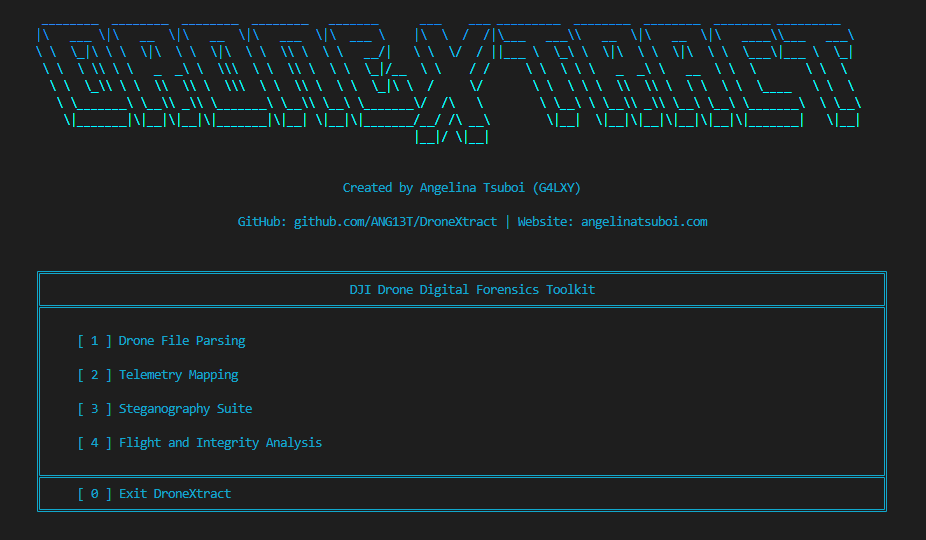 DRONEXTRACT
Created by Angelina Tsuboi (G4LXY)
GitHub: github.com/ANG13T/DroneXtract | Website: angelinatsuboi.com
DJI Drone Digital Forensics Toolkit
[ 1 ] Drone File Parsing
[ 2 ] Telemetry Mapping
[ 3 ] Steganography Suite
[ 4 ] Flight and Integrity Analysis
[ 0 ] Exit DroneXtract